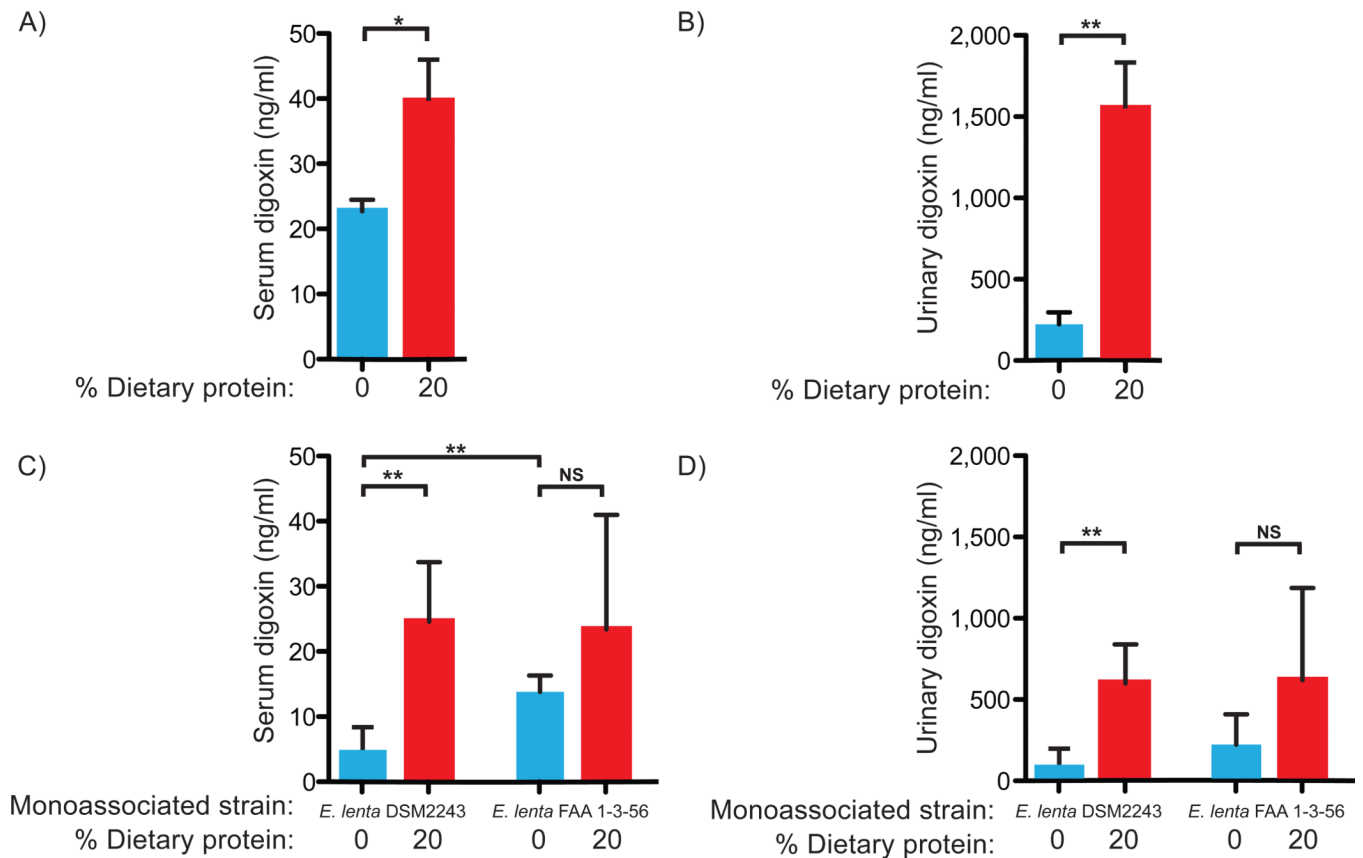 A)
Serum digoxin (ng/ml)
50
40
30
20
10
0
*
% Dietary protein:
0 20
B)
Urinary digoxin (ng/ml)
2,000
1,500
1,000
500
0
**
% Dietary protein:
0 20
C)
Serum digoxin (ng/ml)
50
40
30
20
10
0
**
**
NS
Monoassociated strain: E. lenta DSM2243 E. lenta FAA 1-3-56
% Dietary protein: 0 20 0 20
D)
Urinary digoxin (ng/ml)
2,000
1,500
1,000
500
0
**
NS
Monoassociated strain: E. lenta DSM2243 E. lenta FAA 1-3-56
% Dietary protein: 0 20 0 20